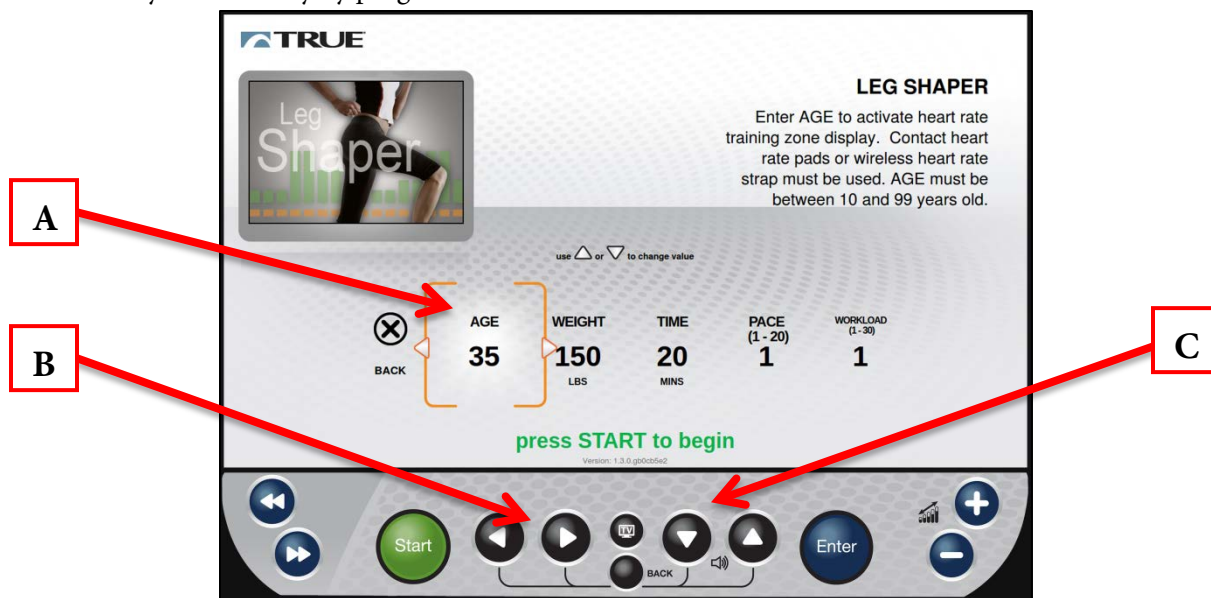 TRUE
Leg
Shaper
LEG SHAPER
Enter AGE to activate heart rate
training zone display. Contact heart
rate pads or wireless heart rate
strap must be used. AGE must be
between 10 and 99 years old.
A
use △ or ▽ to change value
BACK
AGE
35
WEIGHT
150
LBS
TIME
20
MINS
PACE
(1 - 20)
1
WORKLOAD
(1 - 30)
1
B
C
press START to begin
Version: 1.3.0.gb0cb5e2
Start
TV
BACK
Enter